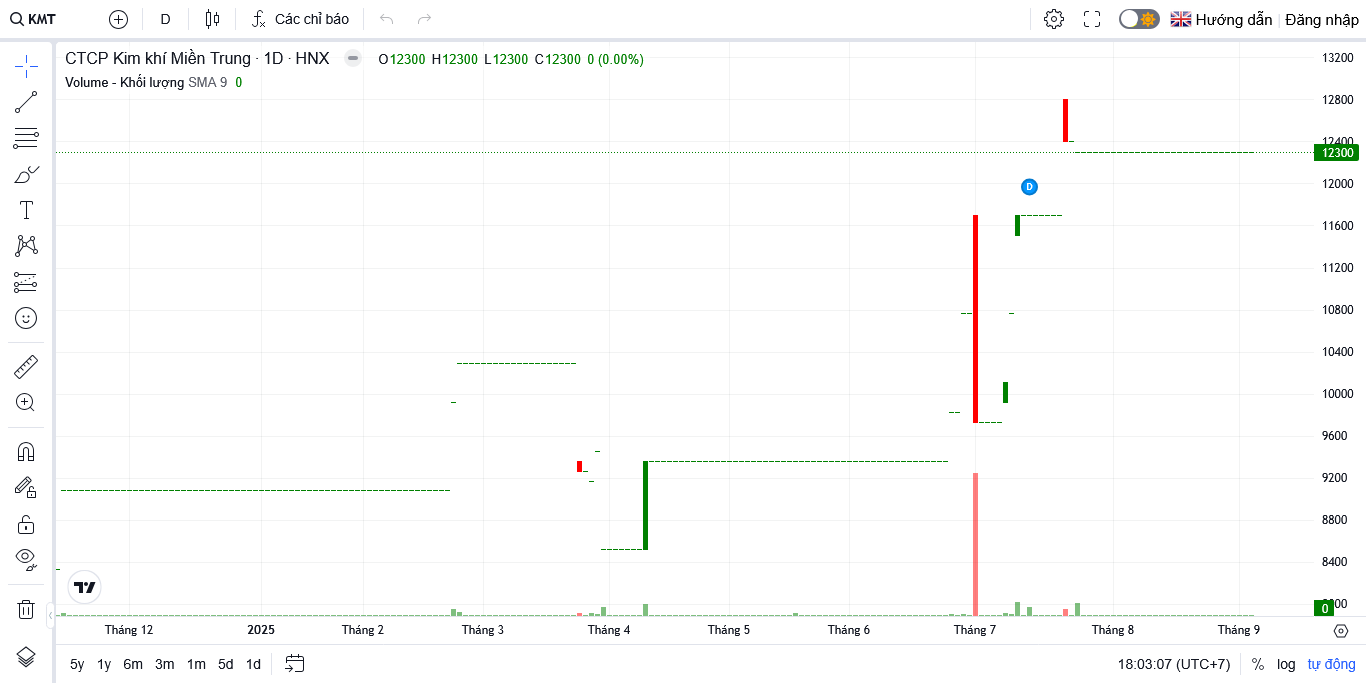 KMT D Các chỉ báo Hướng dẫn Đăng nhập
CTCP Kim khí Miền Trung · 1D · HNX O12300 H12300 L12300 C12300 0 (0.00%)
Volume - Khối lượng SMA 9 0
13200
12800
12400
12300
12000
D
11600
11200
10800
10400
10000
9600
9200
8800
8400
0
Tháng 12 2025 Tháng 2 Tháng 3 Tháng 4 Tháng 5 Tháng 6 Tháng 7 Tháng 8 Tháng 9
5y 1y 6m 3m 1m 5d 1d 18:03:07 (UTC+7) % log tự động